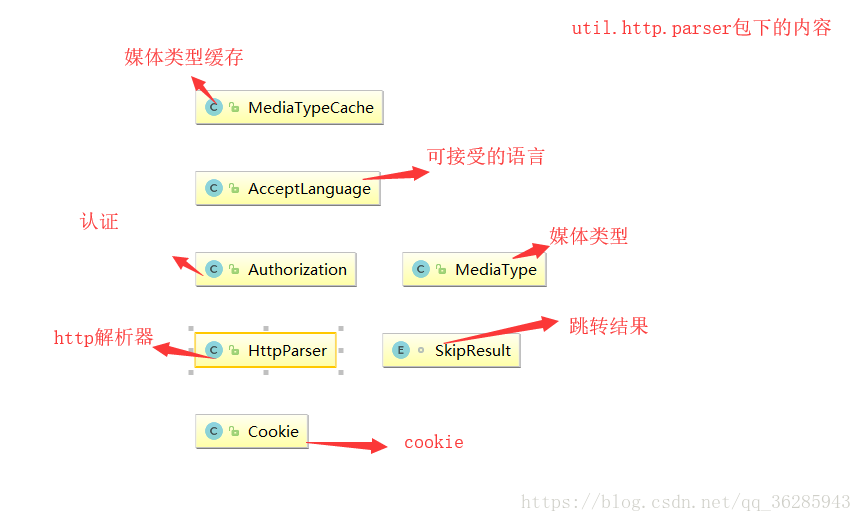 util.http.parser包下的内容
媒体类型缓存
C MediaTypeCache
可接受的语言
C AcceptLanguage
认证
媒体类型
C Authorization
C MediaType
http解析器
跳转结果
C HttpParser
E SkipResult
C Cookie
cookie
https://blog.csdn.net/qq_36285943